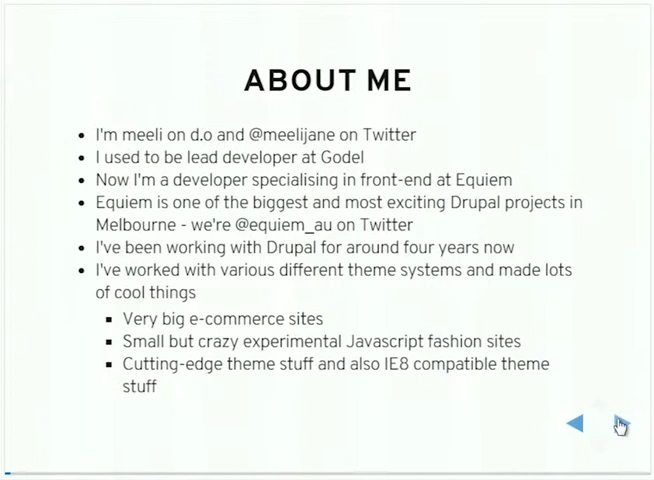 ABOUT ME
I'm meeli on d.o and @meelijane on Twitter
I used to be lead developer at Godel
Now I'm a developer specialising in front-end at Equiem
Equiem is one of the biggest and most exciting Drupal projects in
Melbourne - we're @equiem_au on Twitter
I've been working with Drupal for around four years now
I've worked with various different theme systems and made lots
of cool things
Very big e-commerce sites
Small but crazy experimental Javascript fashion sites
Cutting-edge theme stuff and also IE8 compatible theme
stuff